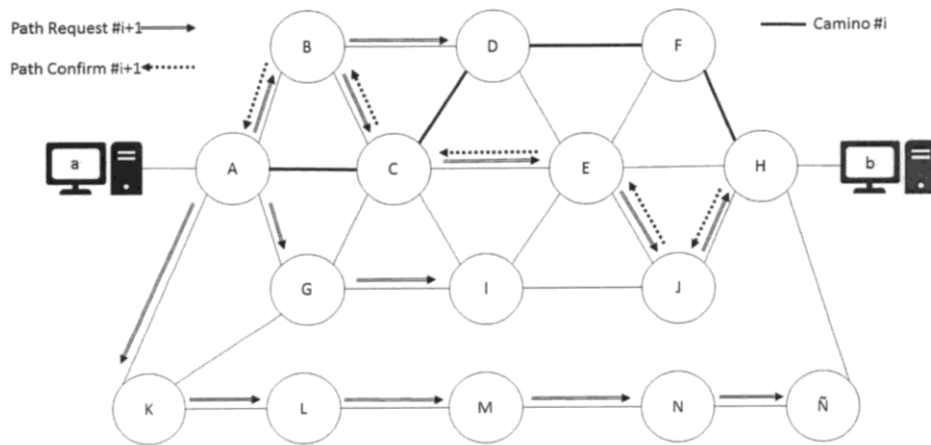 Path Request #i+1
Path Confirm #i+1
Camino #i
B
D
F
a
A
C
E
H
b
G
I
J
K
L
M
N
Ñ